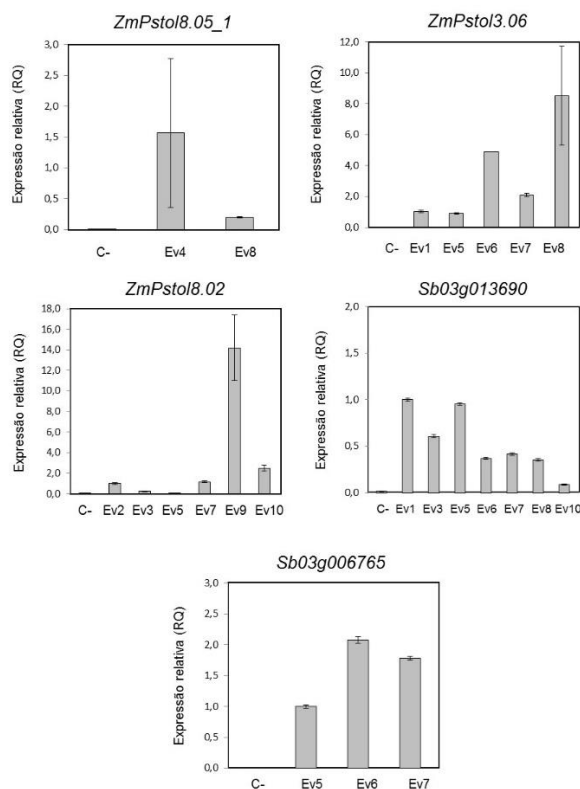 ZmPstol8.05_1
Expressão relativa (RQ)
3,0
2,5
2,0
1,5
1,0
0,5
0,0
C- Ev4 Ev8
ZmPstol3.06
Expressão relativa (RQ)
12,0
10,0
8,0
6,0
4,0
2,0
0,0
C- Ev1 Ev5 Ev6 Ev7 Ev8
ZmPstol8.02
Expressão relativa (RQ)
18,0
16,0
14,0
12,0
10,0
8,0
6,0
4,0
2,0
0,0
C- Ev2 Ev3 Ev5 Ev7 Ev9 Ev10
Sb03g013690
Expressão relativa (RQ)
2,0
1,5
1,0
0,5
0,0
C- Ev1 Ev3 Ev5 Ev6 Ev7 Ev8 Ev10
Sb03g006765
Expressão relativa (RQ)
3,0
2,5
2,0
1,5
1,0
0,5
0,0
C- Ev5 Ev6 Ev7